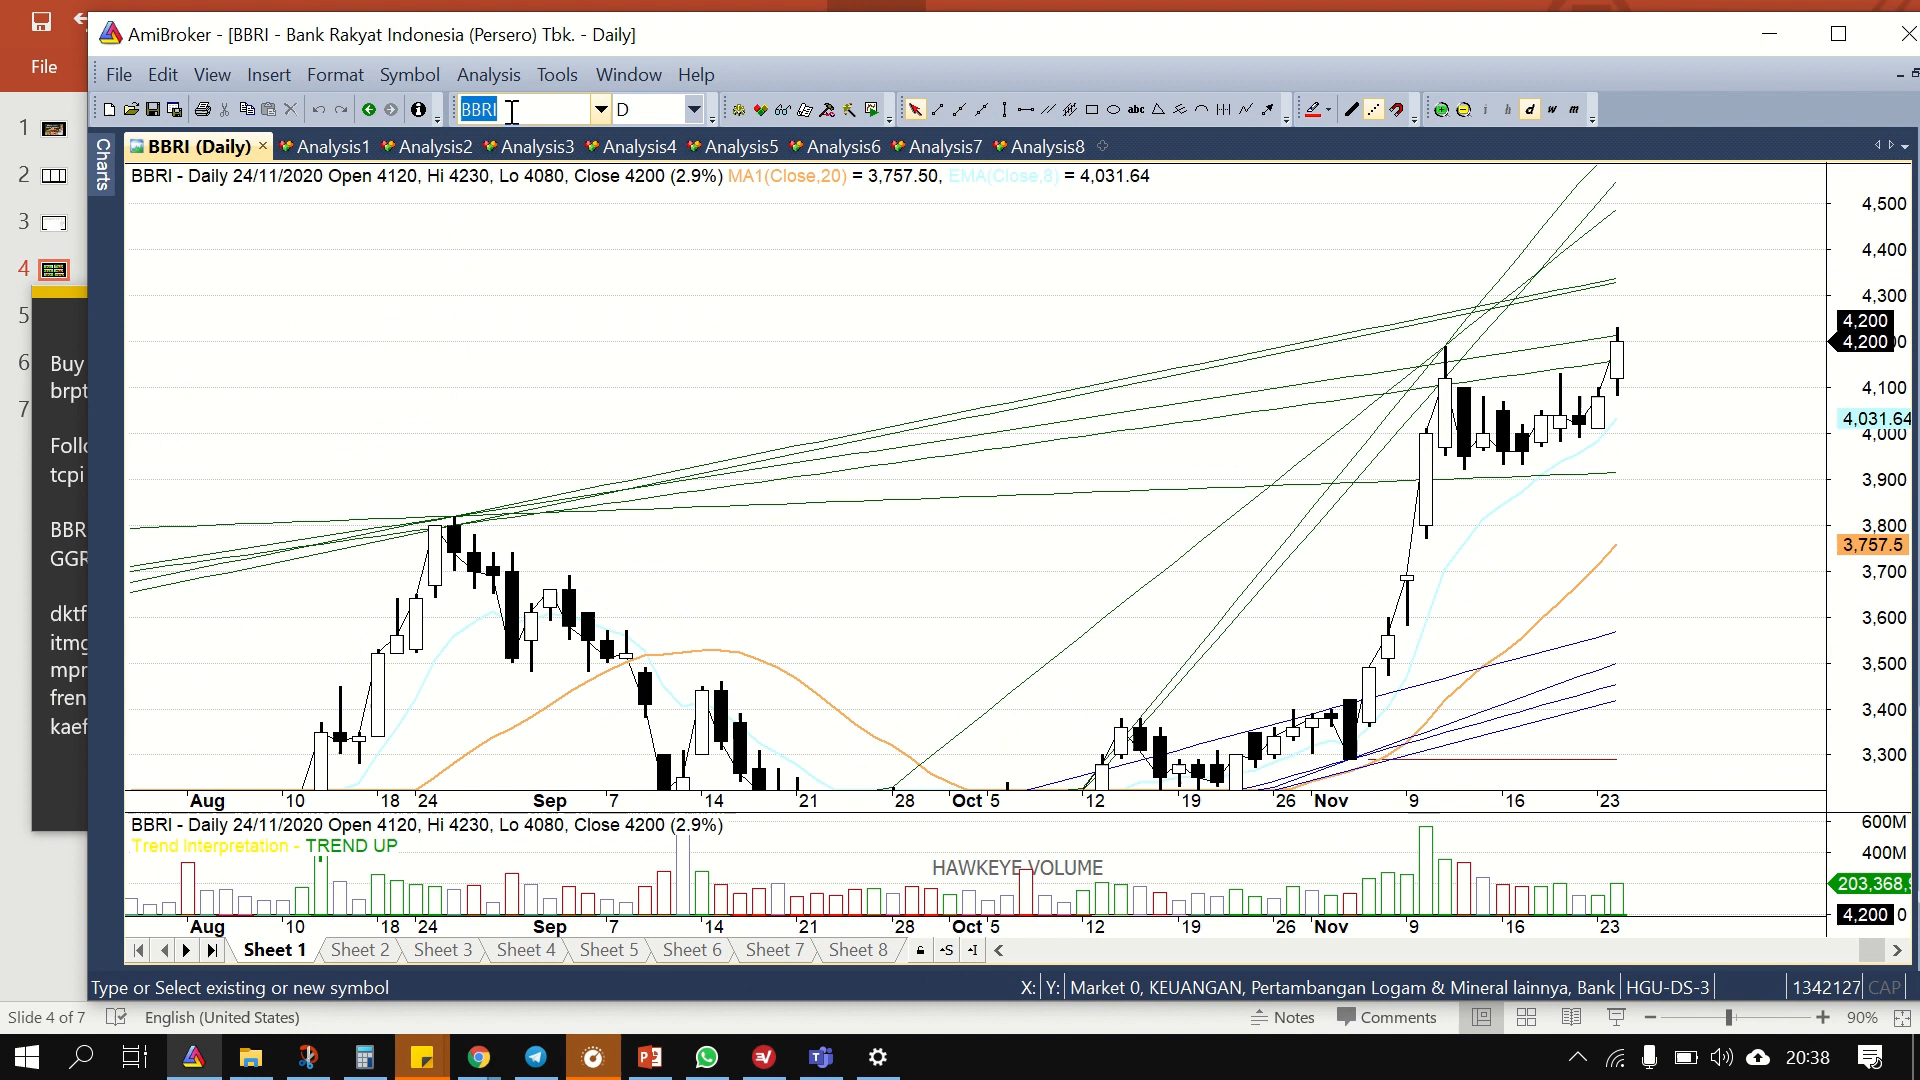 File
AmiBroker - [BBRI - Bank Rakyat Indonesia (Persero) Tbk. - Daily]
File Edit View Insert Format Symbol Analysis Tools Window Help
BBRI D abc i h d w m
Charts
BBRI (Daily) Analysis1 Analysis2 Analysis3 Analysis4 Analysis5 Analysis6 Analysis7 Analysis8
BBRI - Daily 24/11/2020 Open 4120, Hi 4230, Lo 4080, Close 4200 (2.9%) MA1(Close,20) = 3,757.50, EMA(Close,8) = 4,031.64
4,500
4,400
4,300
4,200
4,200
4,100
4,031.64
4,000
3,900
3,800
3,757.5
3,700
3,600
3,500
3,400
3,300
1
2
3
4
5
6
7
Buy
brpt
tcpi
GGR
itmg
fren
kaef
Aug 10 18 24 Sep 7 14 21 28 Oct 5 12 19 26 Nov 9 16 23
BBRI - Daily 24/11/2020 Open 4120, Hi 4230, Lo 4080, Close 4200 (2.9%)
Trend Interpretation - TREND UP
HAWKEYE VOLUME
600M
400M
203,368,
4,200 0
Aug 10 18 24 Sep 7 14 21 28 Oct 5 12 19 26 Nov 9 16 23
Sheet 1 Sheet 2 Sheet 3 Sheet 4 Sheet 5 Sheet 6 Sheet 7 Sheet 8 S I
Type or Select existing or new symbol X: Y: Market 0, KEUANGAN, Pertambangan Logam & Mineral lainnya, Bank HGU-DS-3 1342127 CAP
Slide 4 of 7 English (United States) Notes Comments 90%
20:38